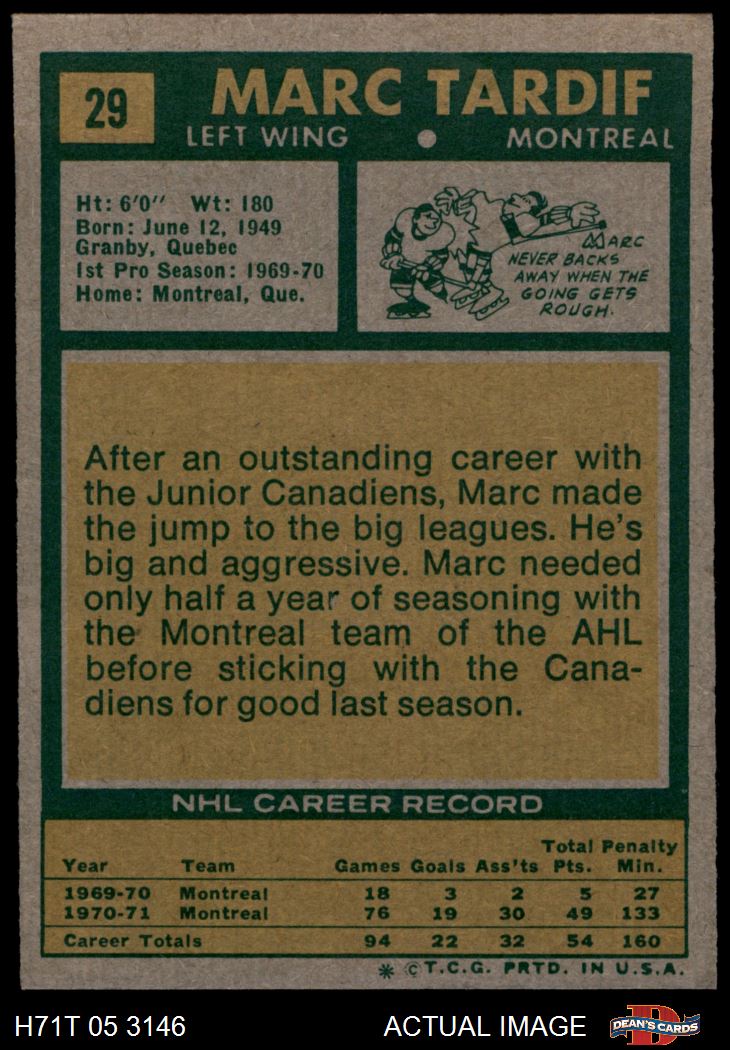 29
MARC TARDIF
LEFT WING ● MONTREAL
Ht: 6'0'' Wt: 180
Born: June 12, 1949
Granby, Quebec
1st Pro Season: 1969-70
Home: Montreal, Que.
MARC
NEVER BACKS
AWAY WHEN THE
GOING GETS
ROUGH.
After an outstanding career with
the Junior Canadiens, Marc made
the jump to the big leagues. He's
big and aggressive. Marc needed
only half a year of seasoning with
the Montreal team of the AHL
before sticking with the Cana-
diens for good last season.
NHL CAREER RECORD
Total Penalty
Year Team Games Goals Ass'ts Pts. Min.
1969-70 Montreal 18 3 2 5 27
1970-71 Montreal 76 19 30 49 133
Career Totals 94 22 32 54 160
* © T.C.G. PRTD. IN U.S.A.
H71T 05 3146 ACTUAL IMAGE
D
DEAN'S CARDS